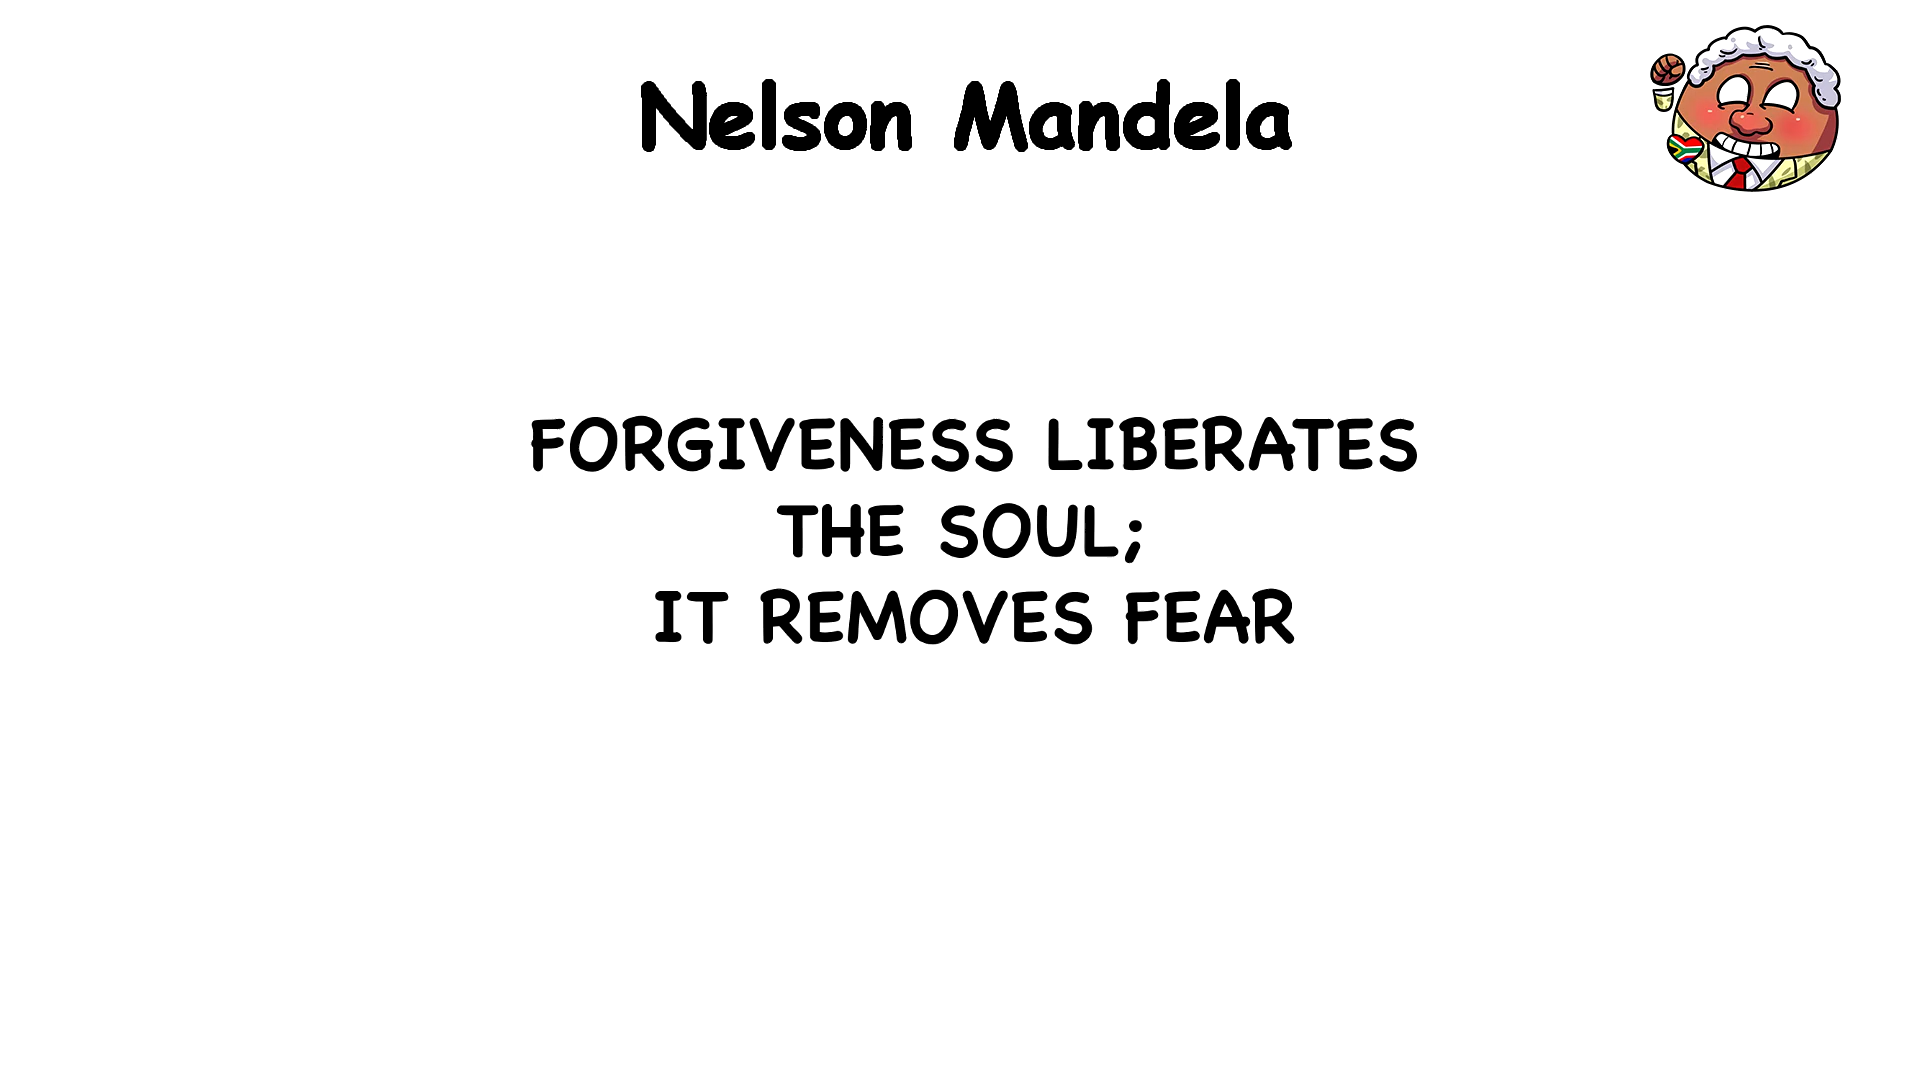 Nelson Mandela
FORGIVENESS LIBERATES
THE SOUL;
IT REMOVES FEAR